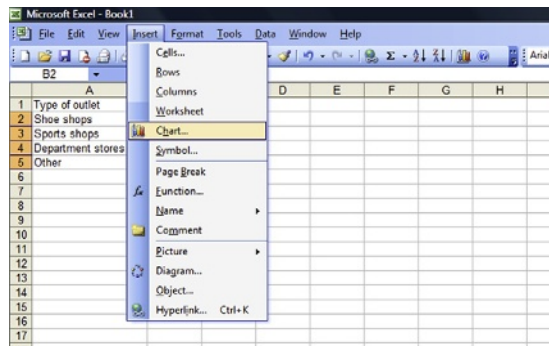 Microsoft Excel - Book1
File Edit View Insert Format Tools Data Window Help
Arial
B2
A D E F G H
1 Type of outlet
2 Shoe shops
3 Sports shops
4 Department stores
5 Other
6
7
8
9
10
11
12
13
14
15
16
17
Cells...
Rows
Columns
Worksheet
Chart...
Symbol...
Page Break
Function...
Name
Comment
Picture
Diagram...
Object...
Hyperlink... Ctrl+K